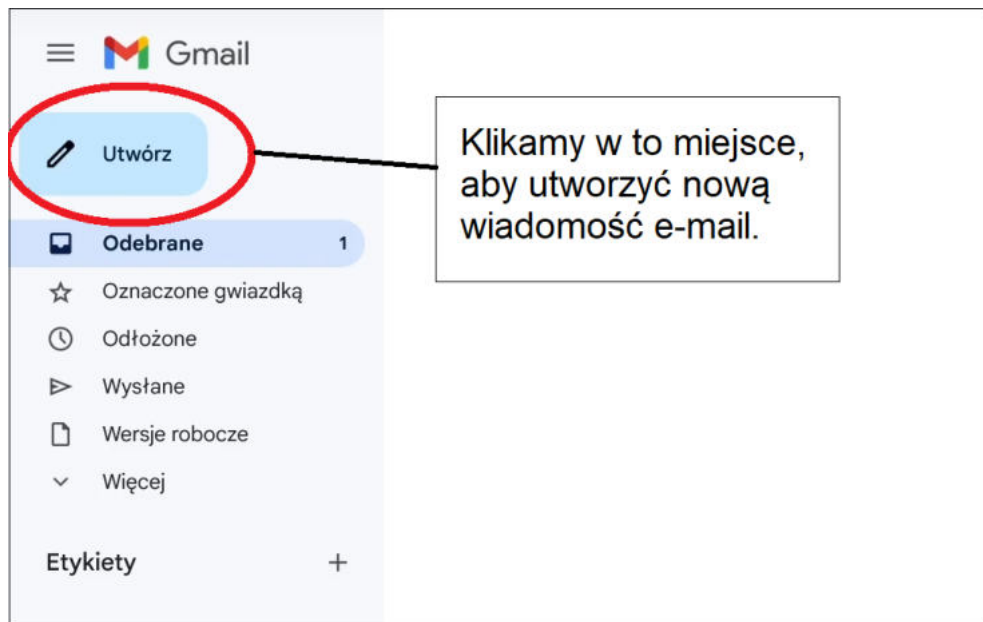 Gmail
Utwórz
Klikamy w to miejsce,
aby utworzyć nową
wiadomość e-mail.
Odebrane 1
Oznaczone gwiazdką
Odłożone
Wysłane
Wersje robocze
Więcej
Etykiety +